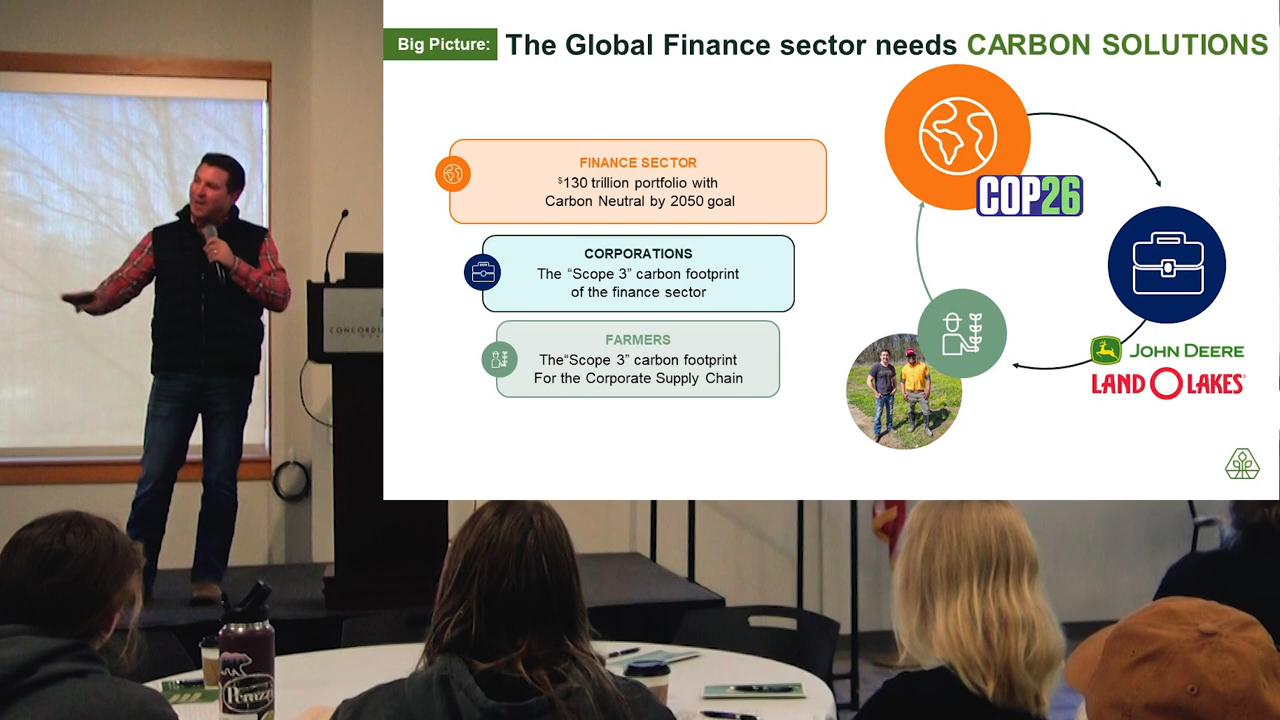 Big Picture:
The Global Finance sector needs CARBON SOLUTIONS
FINANCE SECTOR
$130 trillion portfolio with
Carbon Neutral by 2050 goal
CORPORATIONS
The “Scope 3” carbon footprint
of the finance sector
FARMERS
The“Scope 3” carbon footprint
For the Corporate Supply Chain
COP26
JOHN DEERE
LAND O LAKES